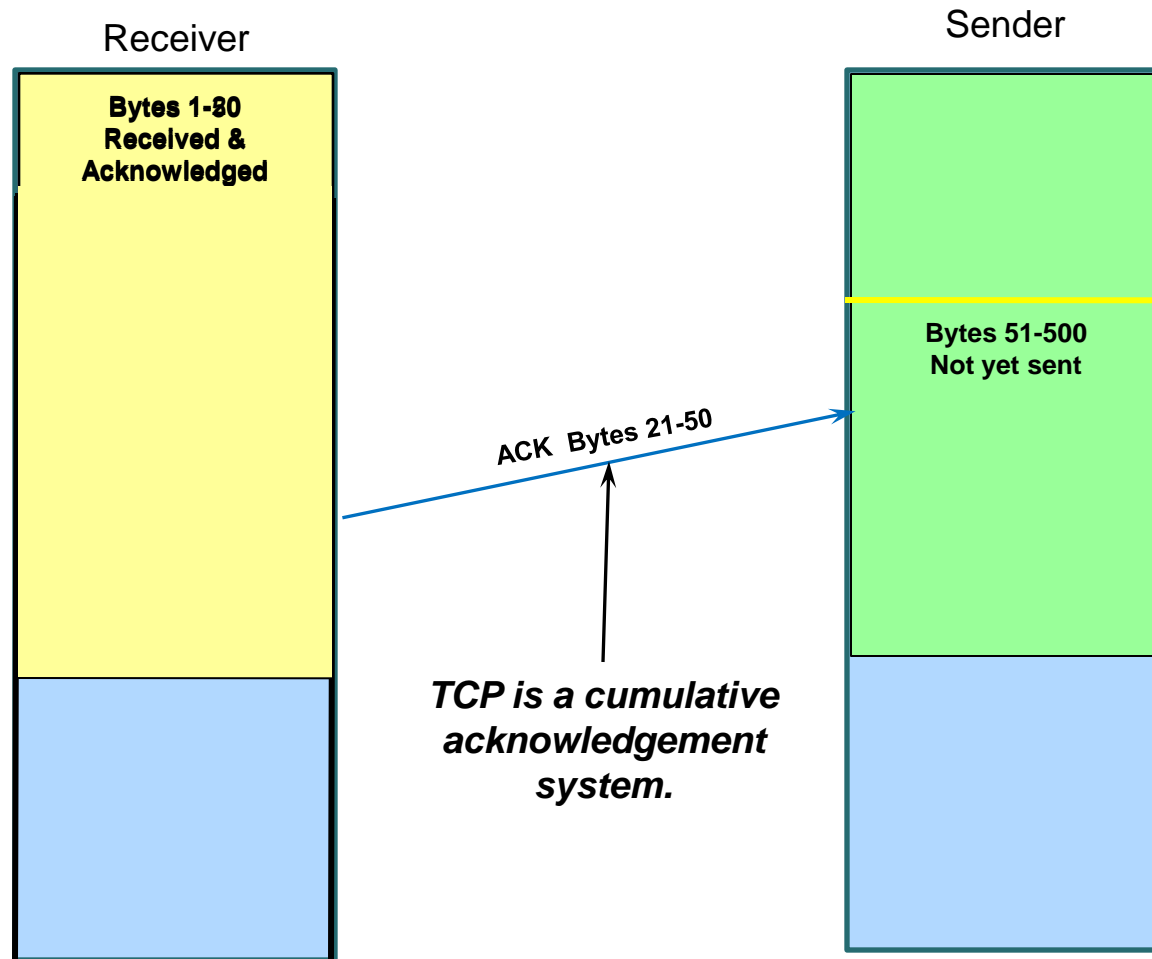 Receiver
Sender
Bytes 1-
Received &
Acknowledged
Bytes 51-500
Not yet sent
ACK Bytes 21-50
TCP is a cumulative
acknowledgement
system.